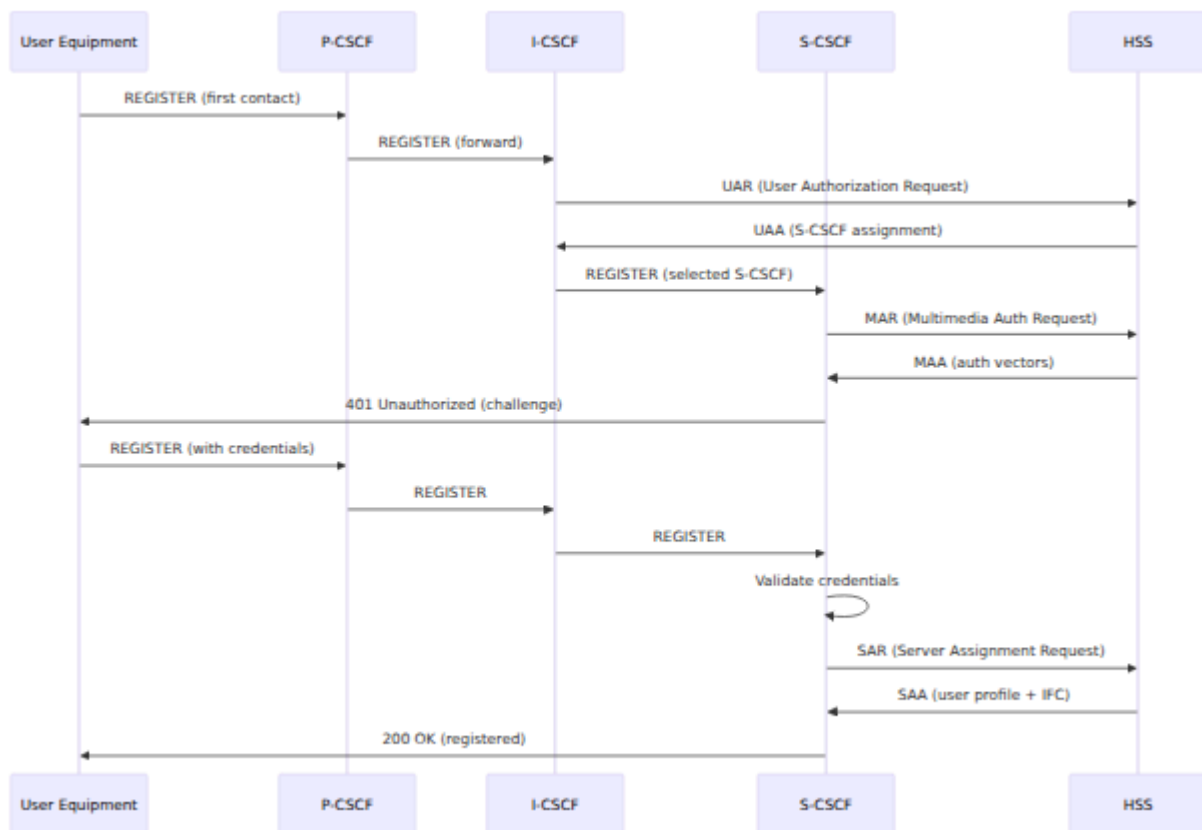 User Equipment P-CSCF I-CSCF S-CSCF HSS
REGISTER (first contact)
REGISTER (forward)
UAR (User Authorization Request)
UAA (S-CSCF assignment)
REGISTER (selected S-CSCF)
MAR (Multimedia Auth Request)
MAA (auth vectors)
401 Unauthorized (challenge)
REGISTER (with credentials)
REGISTER
REGISTER
Validate credentials
SAR (Server Assignment Request)
SAA (user profile + IFC)
200 OK (registered)
User Equipment P-CSCF I-CSCF S-CSCF HSS